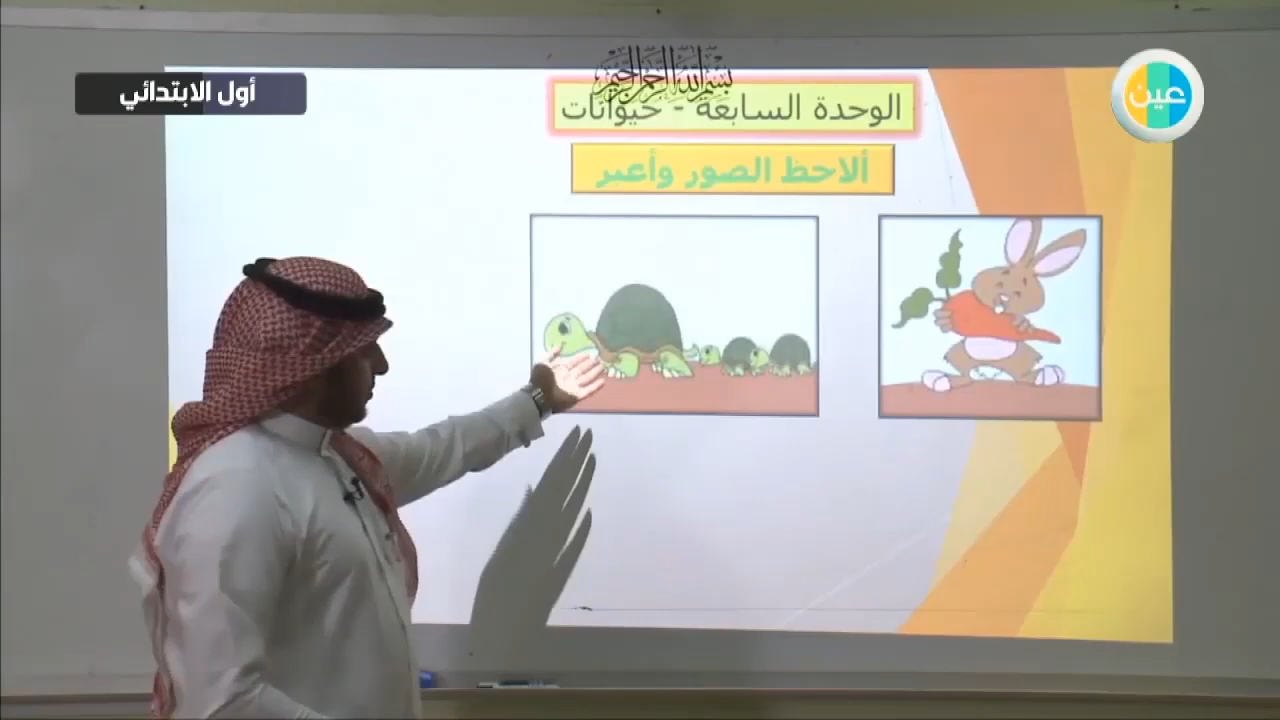 بسم الله الرحمن الرحيم
أول الابتدائي
عين
الوحدة السابعة - حيوانات
ألاحظ الصور وأعبر